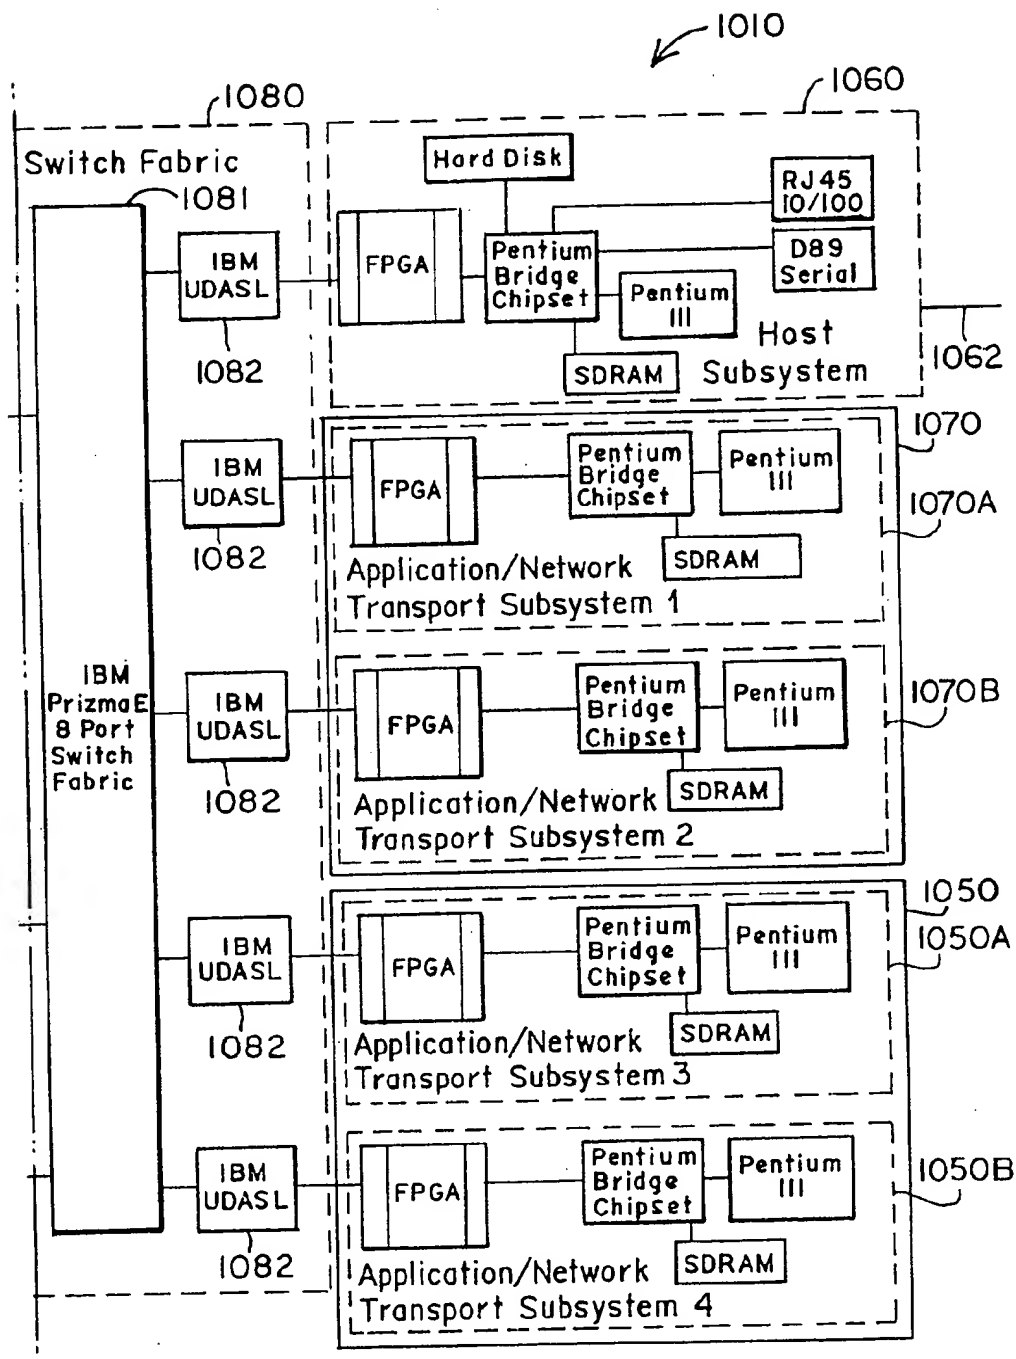 1010
1080
1060
Switch Fabric
1081
Hard Disk
RJ45
10/100
IBM
UDASL
FPGA
Pentium
Bridge
Chipset
D89
Serial
Pentium
III
1082
SDRAM
Host
Subsystem
1062
1070
IBM
UDASL
FPGA
Pentium
Bridge
Chipset
Pentium
III
1070A
1082
SDRAM
Application/Network
Transport Subsystem 1
IBM
PrizmaE
8 Port
Switch
Fabric
IBM
UDASL
FPGA
Pentium
Bridge
Chipset
Pentium
III
1070B
1082
SDRAM
Application/Network
Transport Subsystem 2
1050
IBM
UDASL
FPGA
Pentium
Bridge
Chipset
Pentium
III
1050A
1082
SDRAM
Application/Network
Transport Subsystem 3
IBM
UDASL
FPGA
Pentium
Bridge
Chipset
Pentium
III
1050B
1082
SDRAM
Application/Network
Transport Subsystem 4